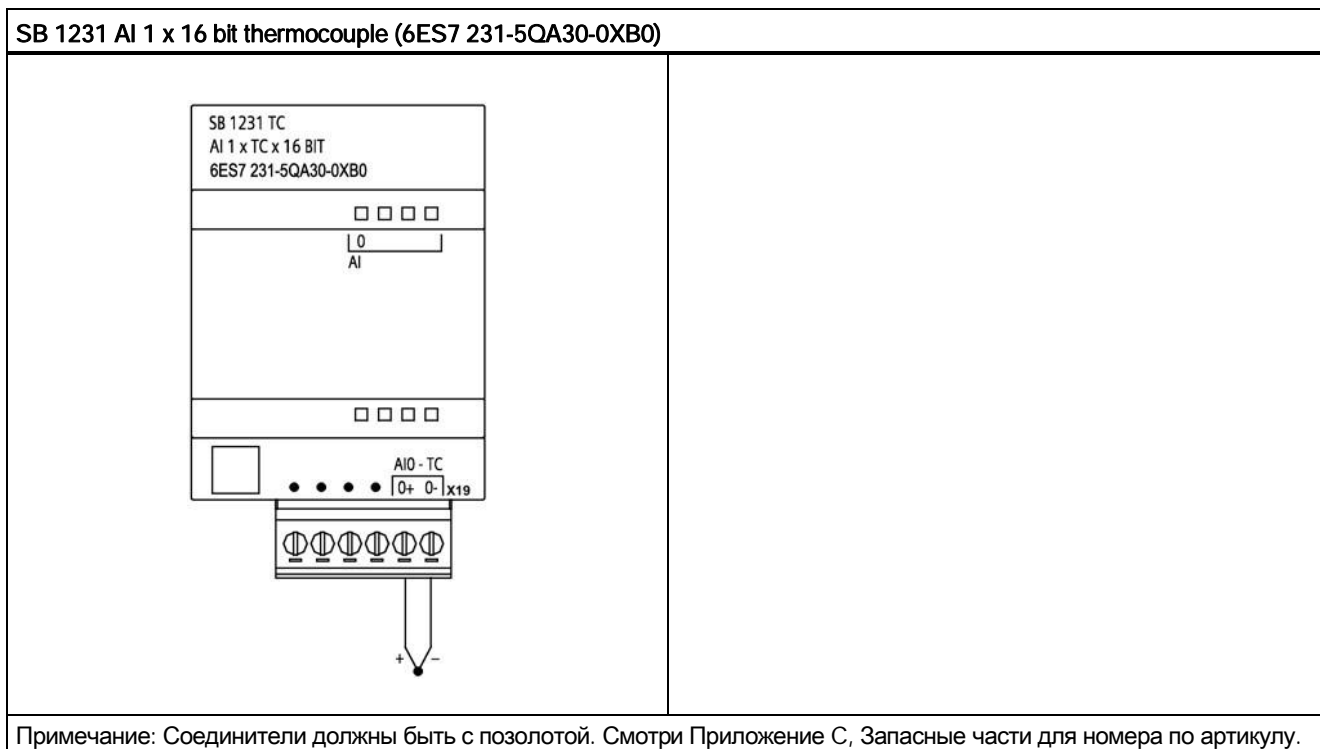 SB 1231 AI 1 x 16 bit thermocouple (6ES7 231-5QA30-0XB0)
SB 1231 TC
AI 1 x TC x 16 BIT
6ES7 231-5QA30-0XB0
0
AI
AI0 - TC
0+ 0- X19
+ −
Примечание: Соединители должны быть с позолотой. Смотри Приложение C, Запасные части для номера по артикулу.